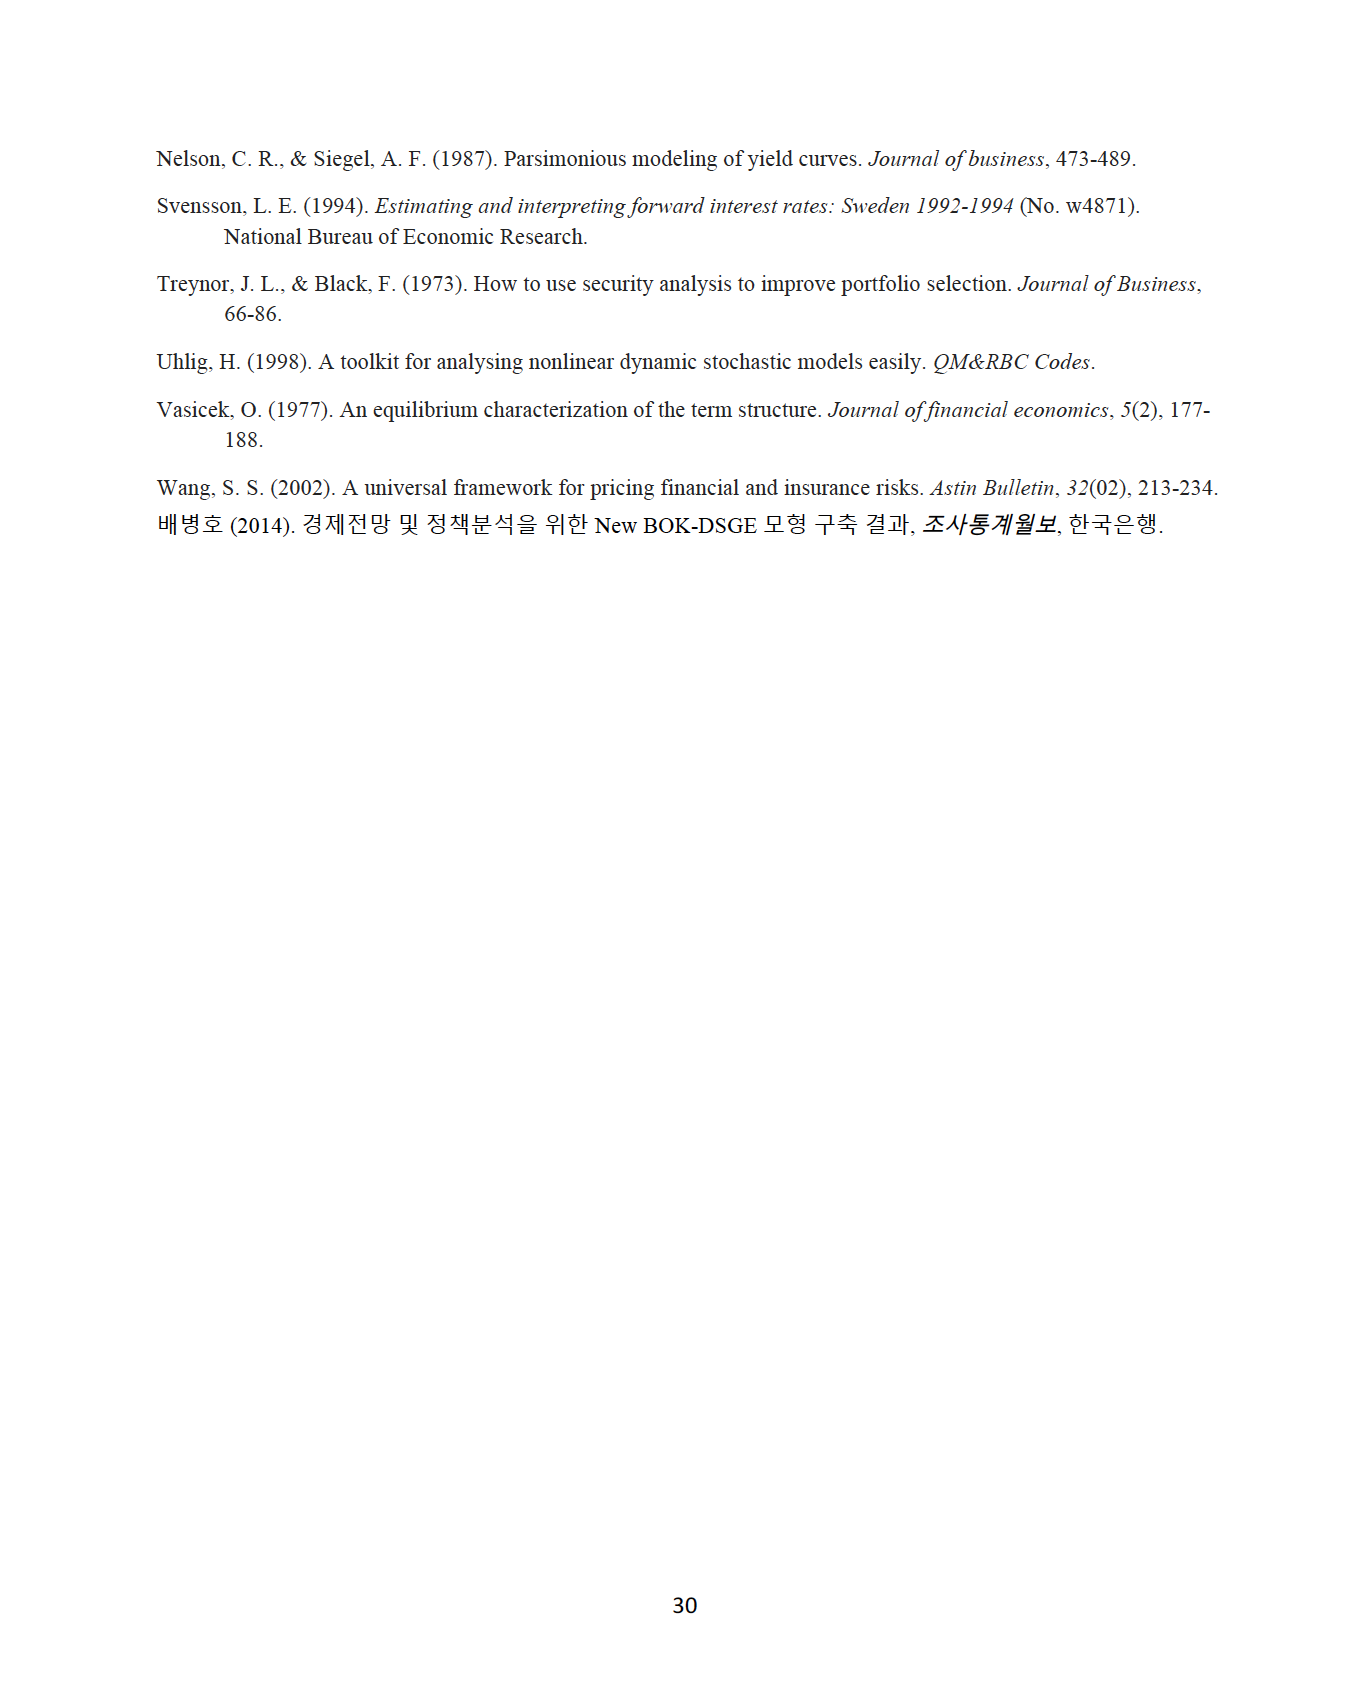 Nelson, C. R., & Siegel, A. F. (1987). Parsimonious modeling of yield curves. Journal of business, 473-489.
Svensson, L. E. (1994). Estimating and interpreting forward interest rates: Sweden 1992-1994 (No. w4871).
National Bureau of Economic Research.
Treynor, J. L., & Black, F. (1973). How to use security analysis to improve portfolio selection. Journal of Business,
66-86.
Uhlig, H. (1998). A toolkit for analysing nonlinear dynamic stochastic models easily. QM&RBC Codes.
Vasicek, O. (1977). An equilibrium characterization of the term structure. Journal of financial economics, 5(2), 177-
188.
Wang, S. S. (2002). A universal framework for pricing financial and insurance risks. Astin Bulletin, 32(02), 213-234.
배병호 (2014). 경제전망 및 정책분석을 위한 New BOK-DSGE 모형 구축 결과, 조사통계월보, 한국은행.
30